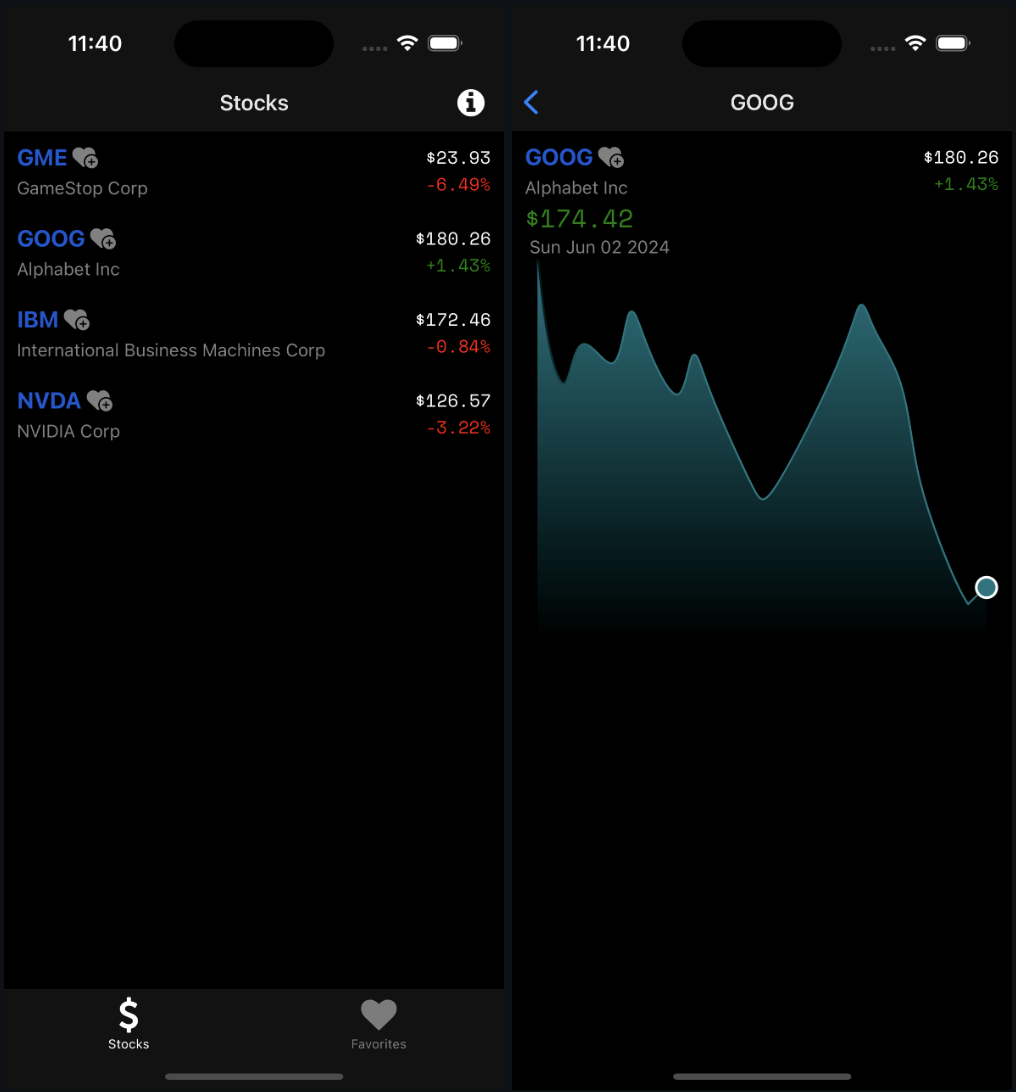 11:40
Stocks
GME
$23.93
GameStop Corp
-6.49%
GOOG
$180.26
Alphabet Inc
+1.43%
IBM
$172.46
International Business Machines Corp
-0.84%
NVDA
$126.57
NVIDIA Corp
-3.22%
Stocks
Favorites
11:40
GOOG
GOOG
$180.26
Alphabet Inc
+1.43%
$174.42
Sun Jun 02 2024